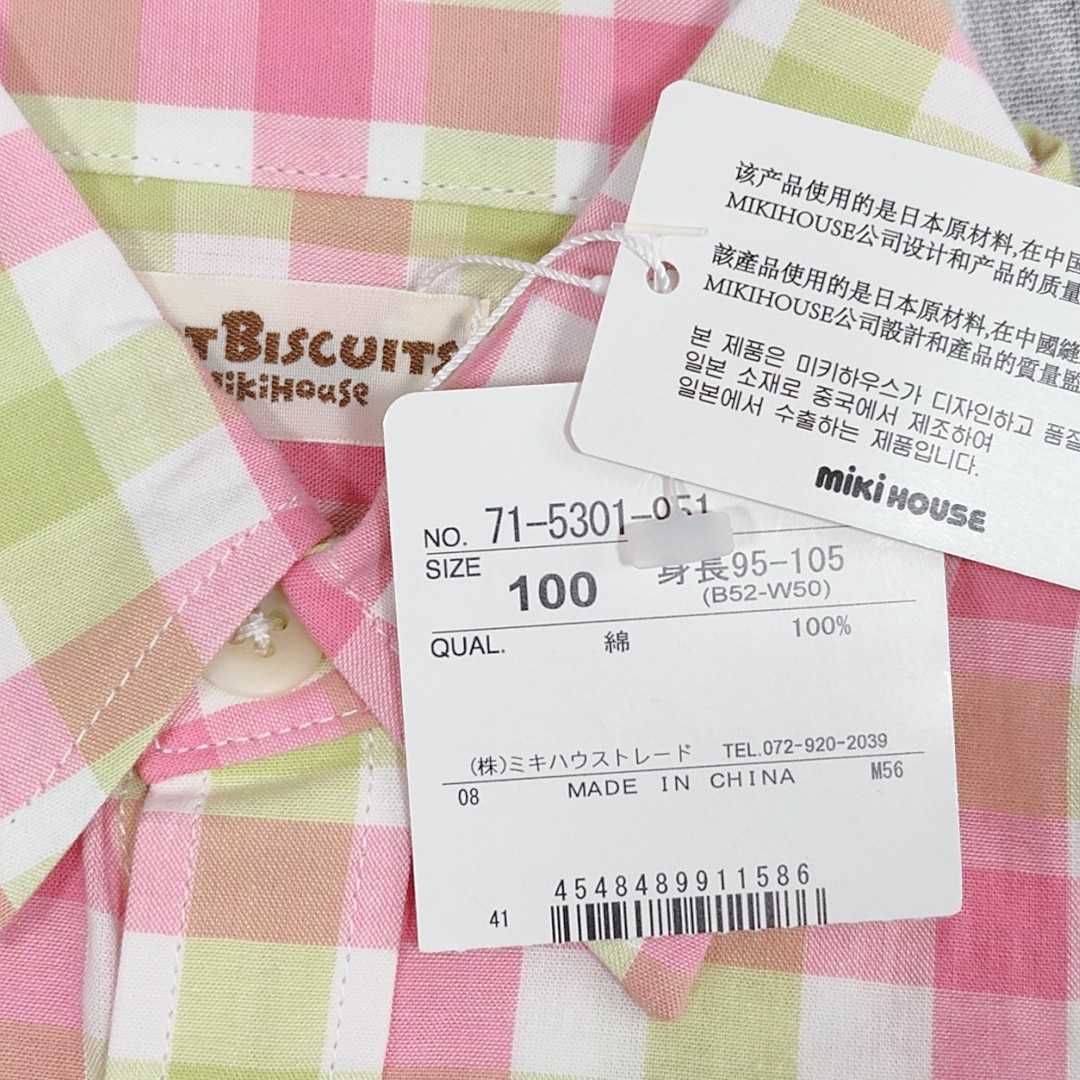 该产品使用的是日本原材料,在中国
MIKIHOUSE公司设计和产品的质量
該產品使用的是日本原材料,在中國縫
MIKIHOUSE公司設計和產品的質量監
본 제품은 미키하우스가 디자인하고 품질
일본 소재로 중국에서 제조하여
일본에서 수출하는 제품입니다.
miKiHOUSE
T BISCUITS
MikiHouse
NO. 71-5301-951
SIZE 100 身長95-105
(B52-W50)
QUAL. 綿 100%
(株)ミキハウストレード TEL.072-920-2039
08 MADE IN CHINA M56
4548489911586
41